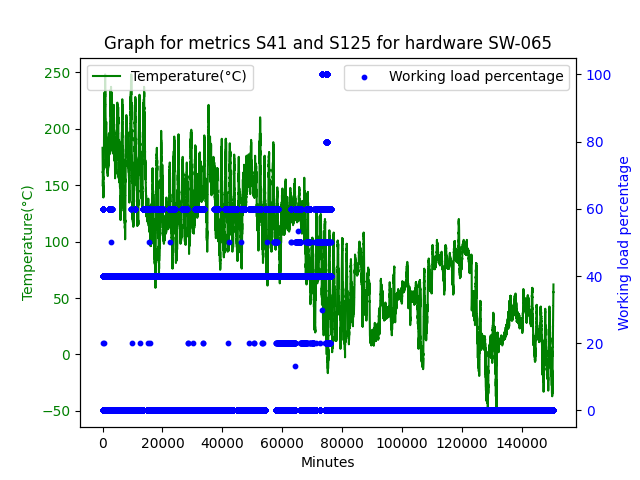 Graph for metrics S41 and S125 for hardware SW-065
Temperature(°C)
Working load percentage
250
200
150
100
50
0
−50
Temperature(°C)
100
80
60
40
20
0
Working load percentage
0 20000 40000 60000 80000 100000 120000 140000
Minutes